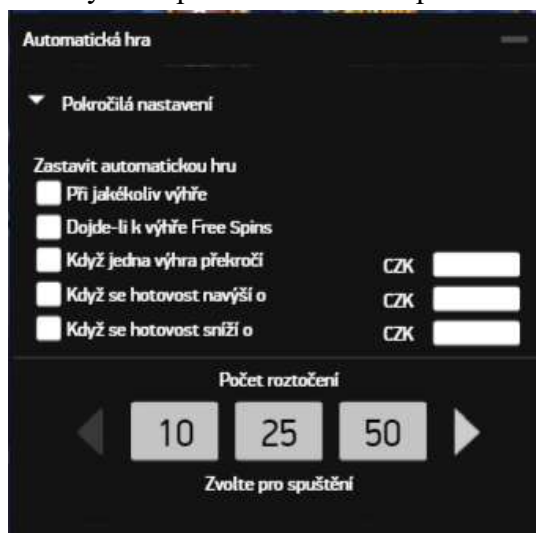 Automatická hra
Pokročilá nastavení
Zastavit automatickou hru
Při jakékoliv výhře
Dojde-li k výhře Free Spins
Když jedna výhra překročí CZK
Když se hotovost navýší o CZK
Když se hotovost sníží o CZK
Počet roztočení
10 25 50
Zvolte pro spuštění